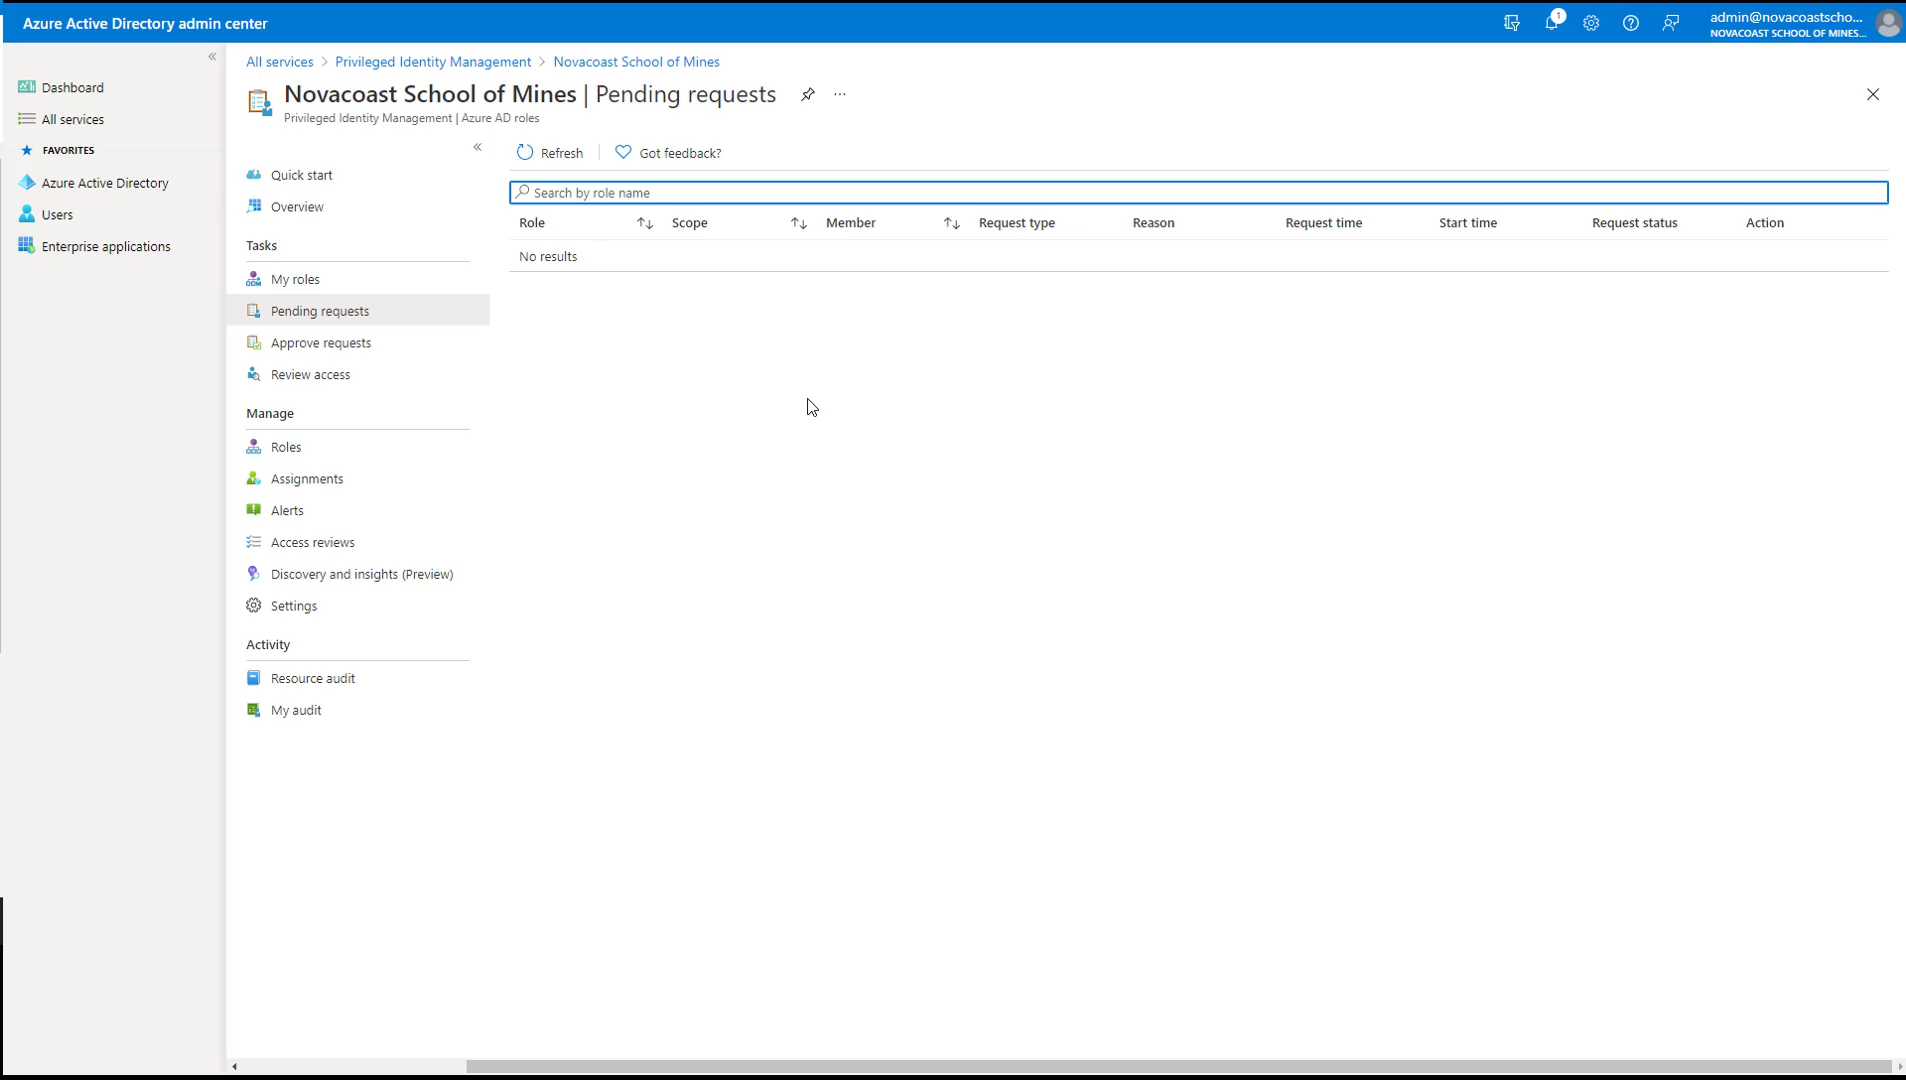 Azure Active Directory admin center
1
admin@novacoastscho...
NOVACOAST SCHOOL OF MINES...
Dashboard
All services
FAVORITES
Azure Active Directory
Users
Enterprise applications
All services > Privileged Identity Management > Novacoast School of Mines
Novacoast School of Mines | Pending requests
Privileged Identity Management | Azure AD roles
Quick start
Overview
Tasks
My roles
Pending requests
Approve requests
Review access
Manage
Roles
Assignments
Alerts
Access reviews
Discovery and insights (Preview)
Settings
Activity
Resource audit
My audit
Refresh Got feedback?
Search by role name
Role Scope Member Request type Reason Request time Start time Request status Action
No results